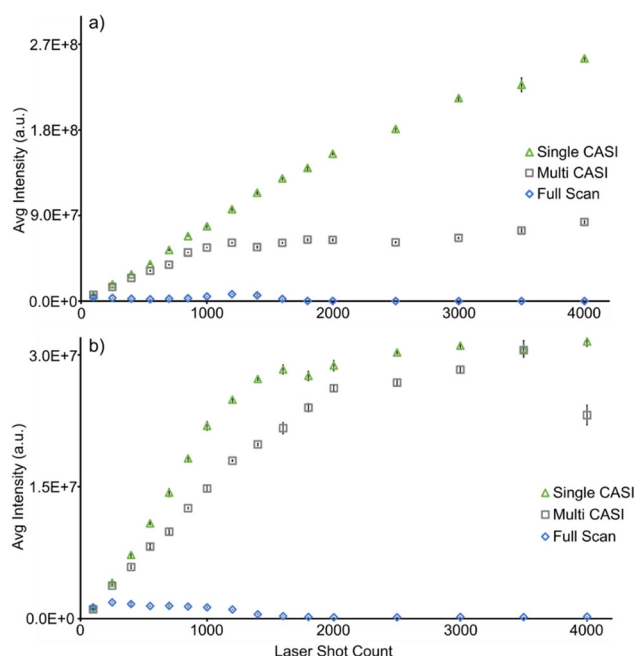 a)
2.7E+8
1.8E+8
9.0E+7
0.0E+0
Avg Intensity (a.u.)
Single CASI
Multi CASI
Full Scan
0 1000 2000 3000 4000
b)
3.0E+7
1.5E+7
0.0E+0
Avg Intensity (a.u.)
Single CASI
Multi CASI
Full Scan
0 1000 2000 3000 4000
Laser Shot Count